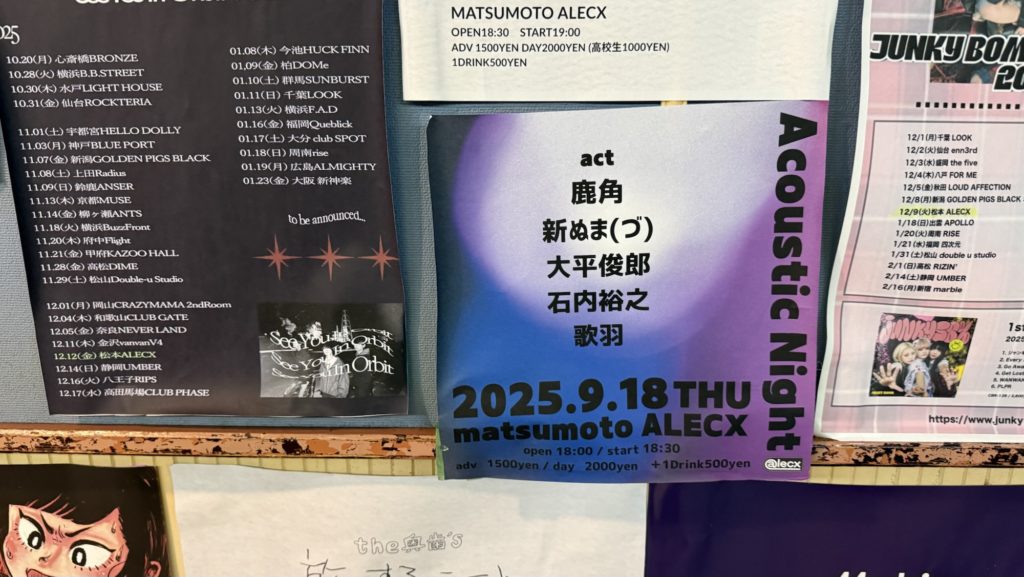 2025
10.20(月) 心斎橋BRONZE
10.28(火) 横浜B.B.STREET
10.30(木) 水戸LIGHT HOUSE
10.31(金) 仙台ROCKTERIA
11.01(土) 宇都宮HELLO DOLLY
11.03(月) 神戸BLUE PORT
11.07(金) 新潟GOLDEN PIGS BLACK
11.08(土) 上田Radius
11.09(日) 鈴鹿ANSER
11.13(木) 京都MUSE
11.14(金) 柳ヶ瀬ANTS
11.18(火) 横浜BuzzFront
11.20(木) 府中Flight
11.21(金) 甲府KAZOO HALL
11.28(金) 高松DIME
11.29(土) 松山Double-u Studio
12.01(月) 岡山CRAZYMAMA 2ndRoom
12.04(木) 和歌山CLUB GATE
12.05(金) 奈良NEVER LAND
12.11(木) 金沢vanvanV4
12.12(金) 松本ALECX
12.14(日) 静岡UMBER
12.16(火) 八王子RIPS
12.17(水) 高田馬場CLUB PHASE
01.08(木) 今池HUCK FINN
01.09(金) 柏DOMe
01.10(土) 群馬SUNBURST
01.11(日) 千葉LOOK
01.13(火) 横浜F.A.D
01.16(金) 福岡Queblick
01.17(土) 大分 club SPOT
01.18(日) 周南rise
01.19(月) 広島ALMIGHTY
01.23(金) 大阪 新神楽
to be announced...
See You in Orbit
See You in Orbit
MATSUMOTO ALECX
OPEN18:30 START19:00
ADV 1500YEN DAY2000YEN (高校生1000YEN)
1DRINK500YEN
act
鹿角
新ぬま(づ)
大平俊郎
石内裕之
歌羽
Acoustic Night
2025.9.18 THU
matsumoto ALECX
open 18:00 / start 18:30
adv 1500yen / day 2000yen +1Drink500yen
@lecx
JUNKY BOM
20
12/1(月)千葉 LOOK
12/2(火)仙台 enn3rd
12/3(水)盛岡 the five
12/4(木)八戸 FOR ME
12/5(金)秋田 LOUD AFFECTION
12/8(月)新潟 GOLDEN PIGS BLACK
12/9(火)松本 ALECX
1/18(日)出雲 APOLLO
1/20(火)周南 RISE
1/21(水)福岡 四次元
1/31(土)松山 double u studio
2/1(日)高松 RIZIN'
2/14(土)静岡 UMBER
2/16(月)新宿 marble
1s
2025
https://www.junky
the奥歯's